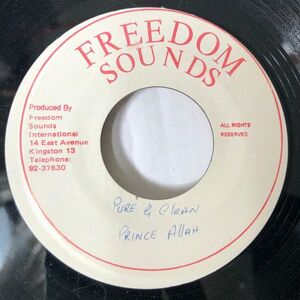 FREEDOM
SOUNDS
Produced By
Freedom
Sounds
International
14 East Avenue
Kingston 13
Telephone:
92-37630
ALL RIGHTS
RESERVED
PURE & Clean
PRINCE Allah